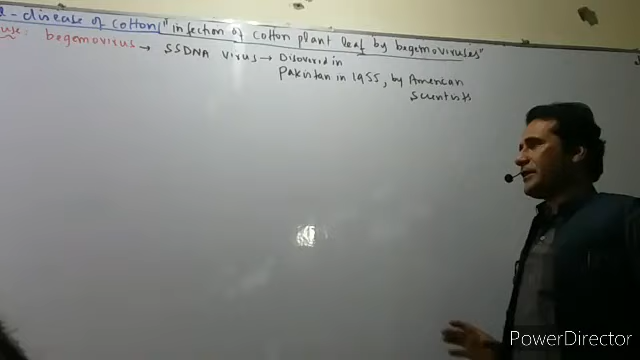 - disease of cotton "infection of cotton plant leaf by begemoviruses"
use: begemovirus → SSDNA virus → Discovered in
Pakistan in 1955, by American
Scientists
PowerDirector